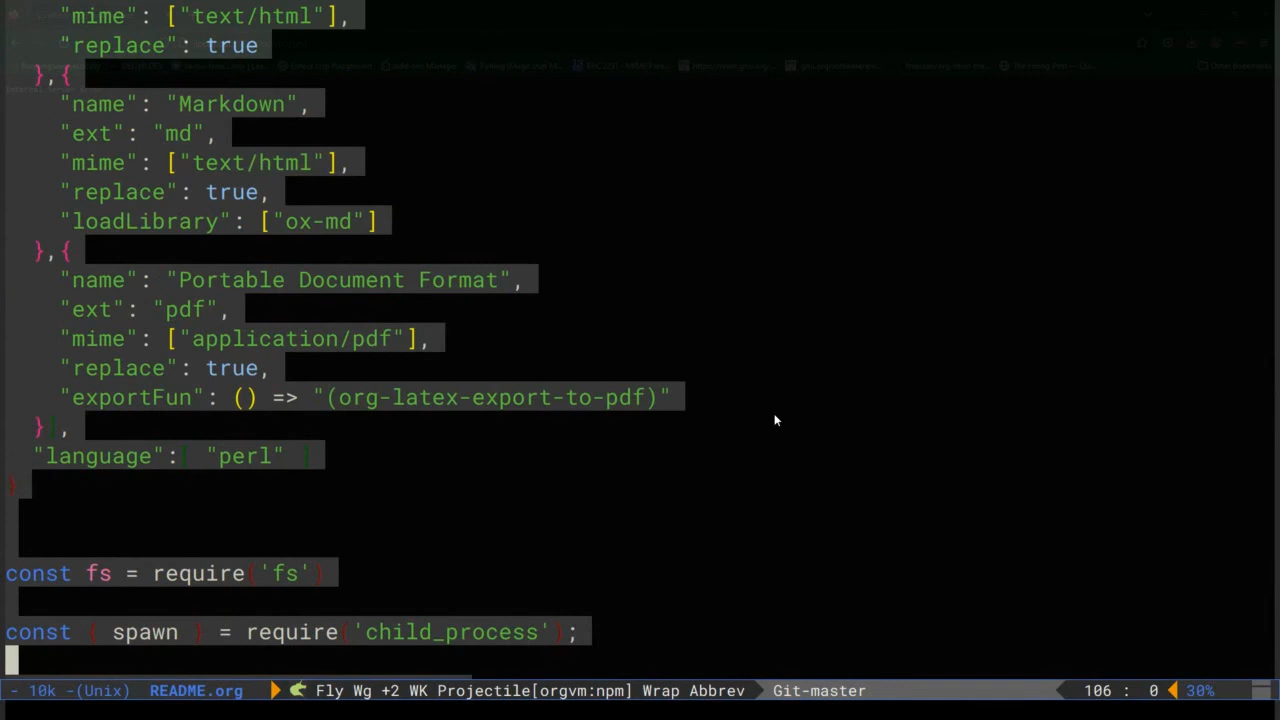 "mime": ["text/html"],
"replace": true
},{
"name": "Markdown",
"ext": "md",
"mime": ["text/html"],
"replace": true,
"loadLibrary": ["ox-md"]
},{
"name": "Portable Document Format",
"ext": "pdf",
"mime": ["application/pdf"],
"replace": true,
"exportFun": () => "(org-latex-export-to-pdf)"
}],
"language":[ "perl" ]
}
const fs = require('fs')
const { spawn } = require('child_process');
- 10k -(Unix) README.org Fly Wg +2 WK Projectile[orgvm:npm] Wrap Abbrev Git-master 106 : 0 30%